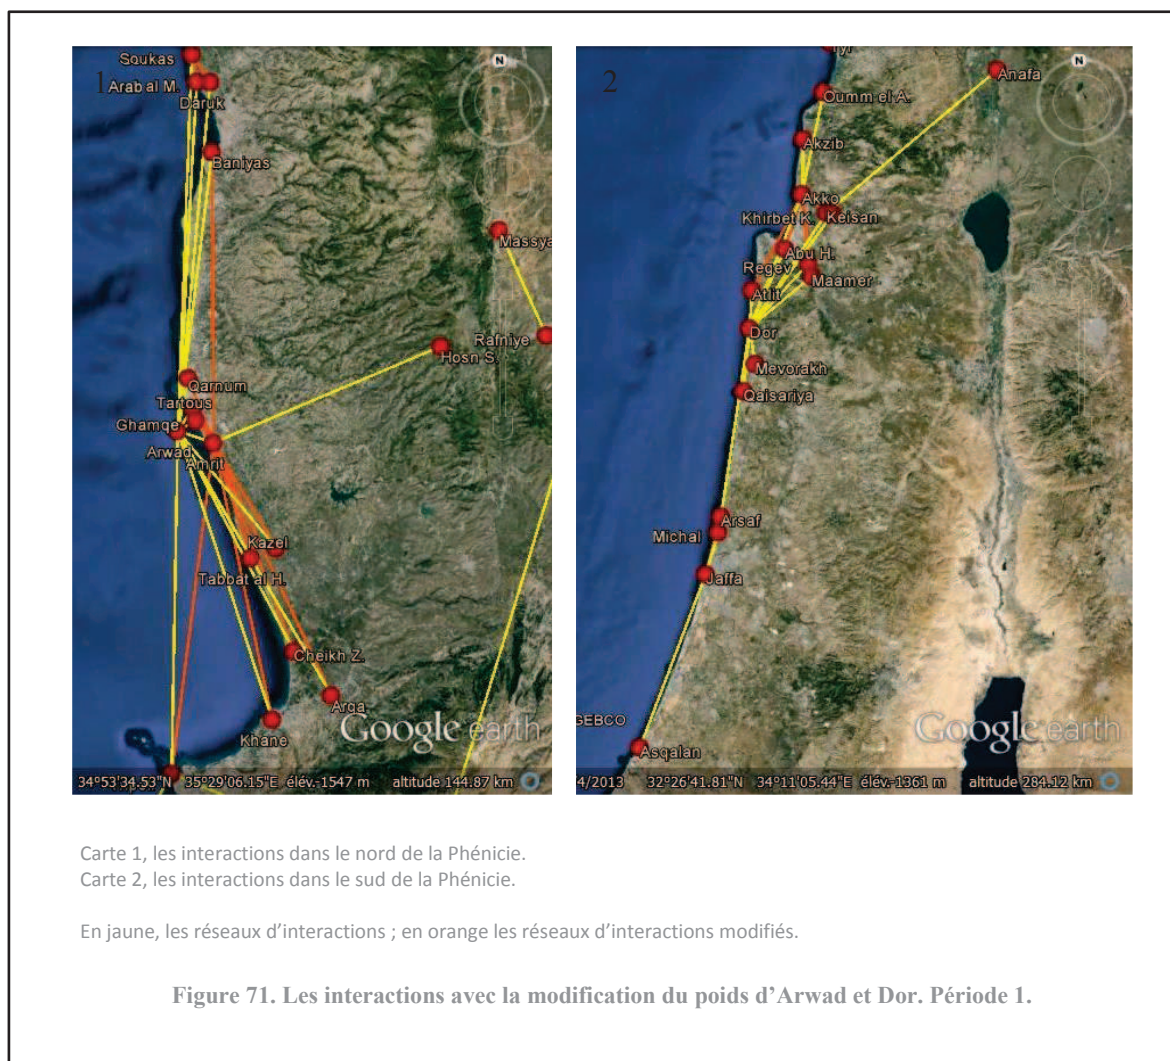 1
Soukas
Arab al M.
Daruk
Baniyas
Massya
Rafniye
Hosn S.
Qarnum
Tartous
Ghamqe
Arwad
Amrit
Kazel
Tabbat al H.
Cheikh Z.
Arqa
Khane
N
Google earth
34°53'34.53"N 35°29'06.15"E élév.-1547 m altitude 144.87 km
2
Anafa
Oumm el A.
Akzib
Akko
Keisan
Khirbet K.
Abu H.
Regev
Maamer
Atlit
Dor
Mevorakh
Qaisariya
Arsaf
Michal
Jaffa
Asqalan
GEBCO
N
Google earth
4/2013 32°26'41.81"N 34°11'05.44"E élév.-1361 m altitude 284.12 km
Carte 1, les interactions dans le nord de la Phénicie.
Carte 2, les interactions dans le sud de la Phénicie.
En jaune, les réseaux d’interactions ; en orange les réseaux d’interactions modifiés.
Figure 71. Les interactions avec la modification du poids d’Arwad et Dor. Période 1.